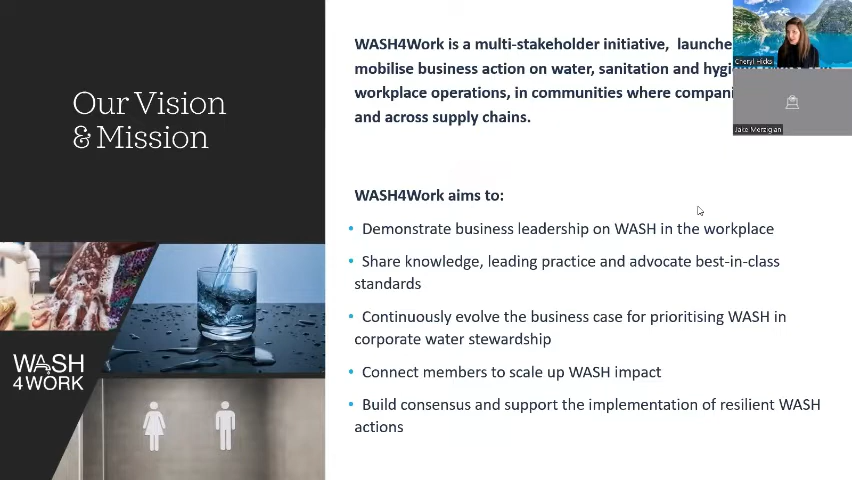 Our Vision
& Mission
WASH4Work is a multi-stakeholder initiative, launche
mobilise business action on water, sanitation and hygi
workplace operations, in communities where compani
and across supply chains.
WASH4Work aims to:
• Demonstrate business leadership on WASH in the workplace
• Share knowledge, leading practice and advocate best-in-class
standards
• Continuously evolve the business case for prioritising WASH in
corporate water stewardship
• Connect members to scale up WASH impact
• Build consensus and support the implementation of resilient WASH
actions
WASH
4WORK
Cheryl Hicks
Jake Merzigian